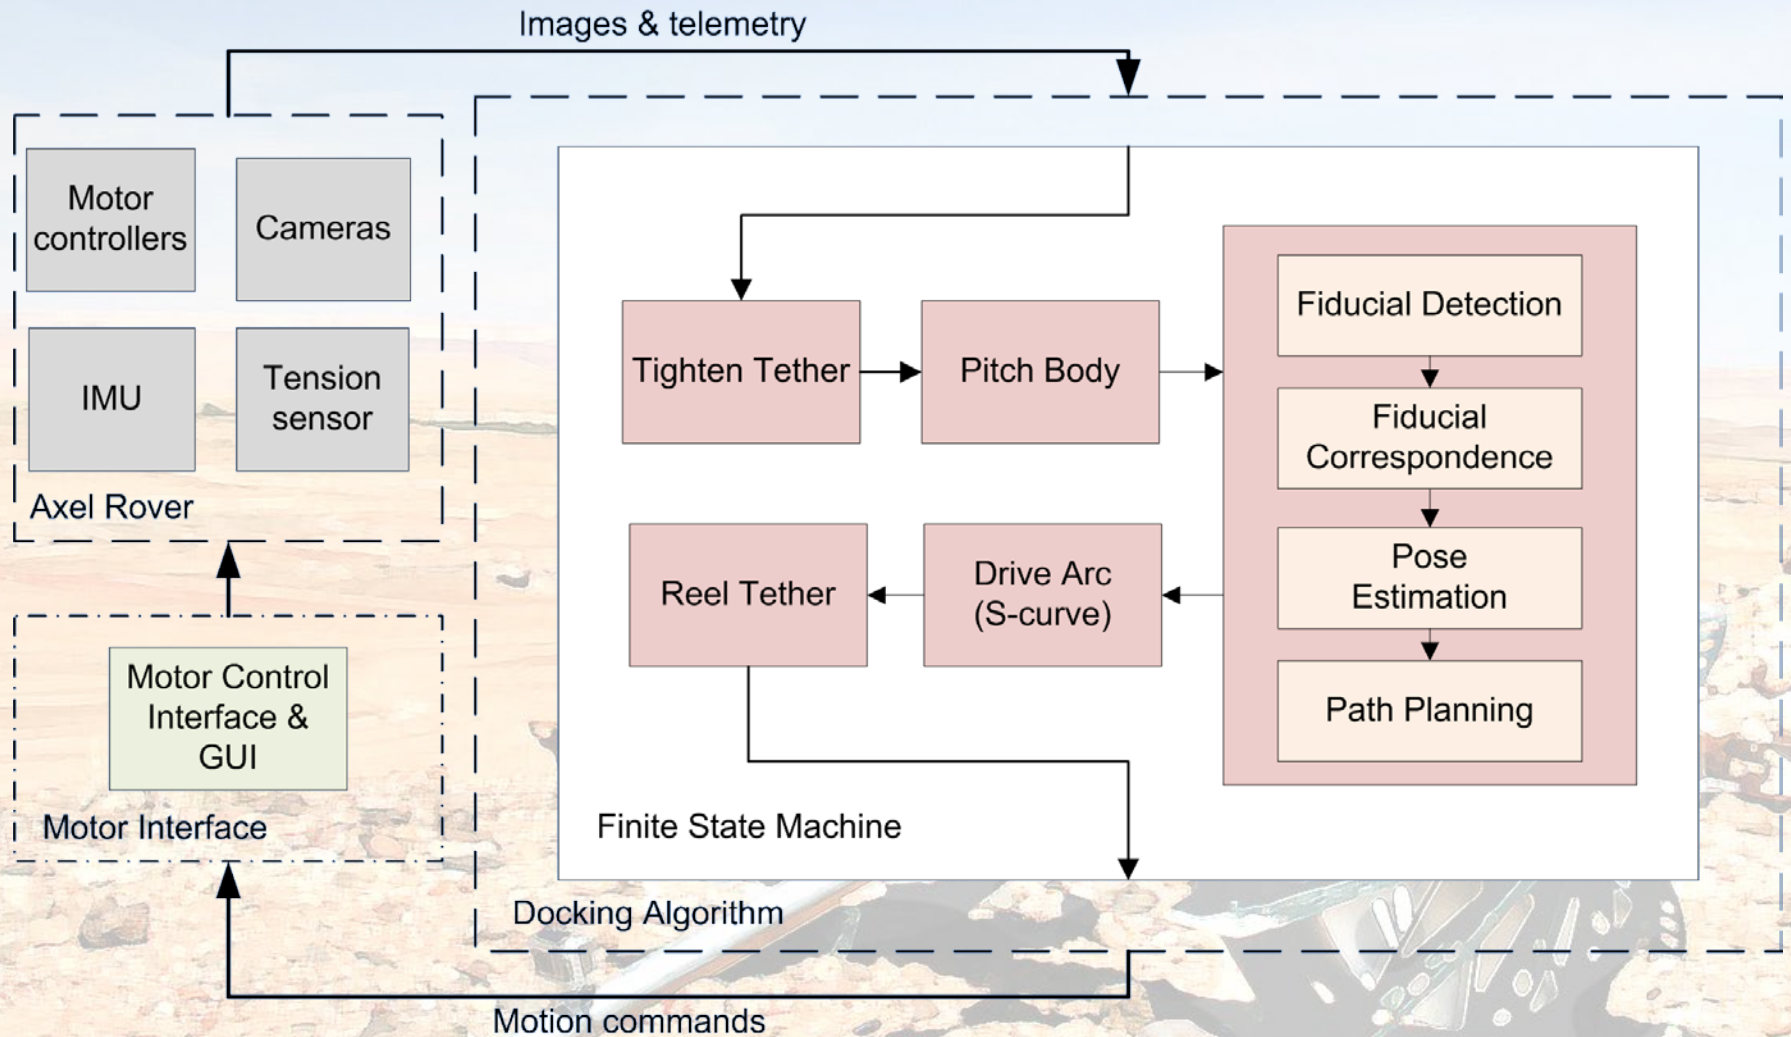 Images & telemetry
Motor
controllers
Cameras
IMU
Tension
sensor
Axel Rover
Motor Control
Interface &
GUI
Motor Interface
Tighten Tether
Pitch Body
Fiducial Detection
Fiducial
Correspondence
Pose
Estimation
Path Planning
Drive Arc
(S-curve)
Reel Tether
Finite State Machine
Docking Algorithm
Motion commands